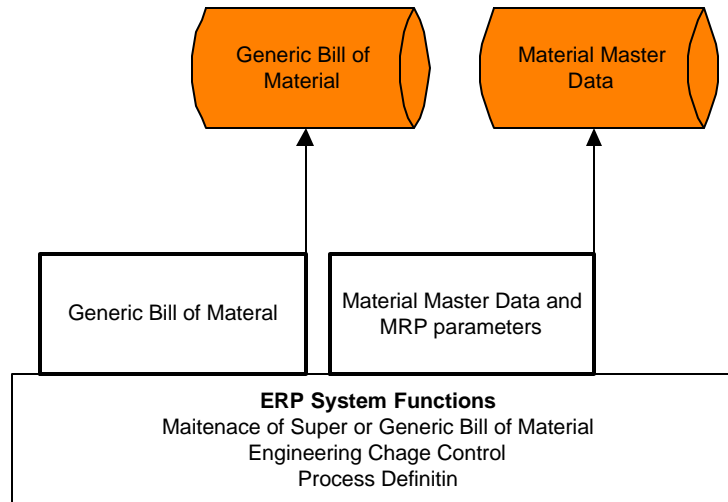 Generic Bill of
Material
Material Master
Data
Generic Bill of Materal
Material Master Data and
MRP parameters
ERP System Functions
Maitenace of Super or Generic Bill of Material
Engineering Chage Control
Process Definitin